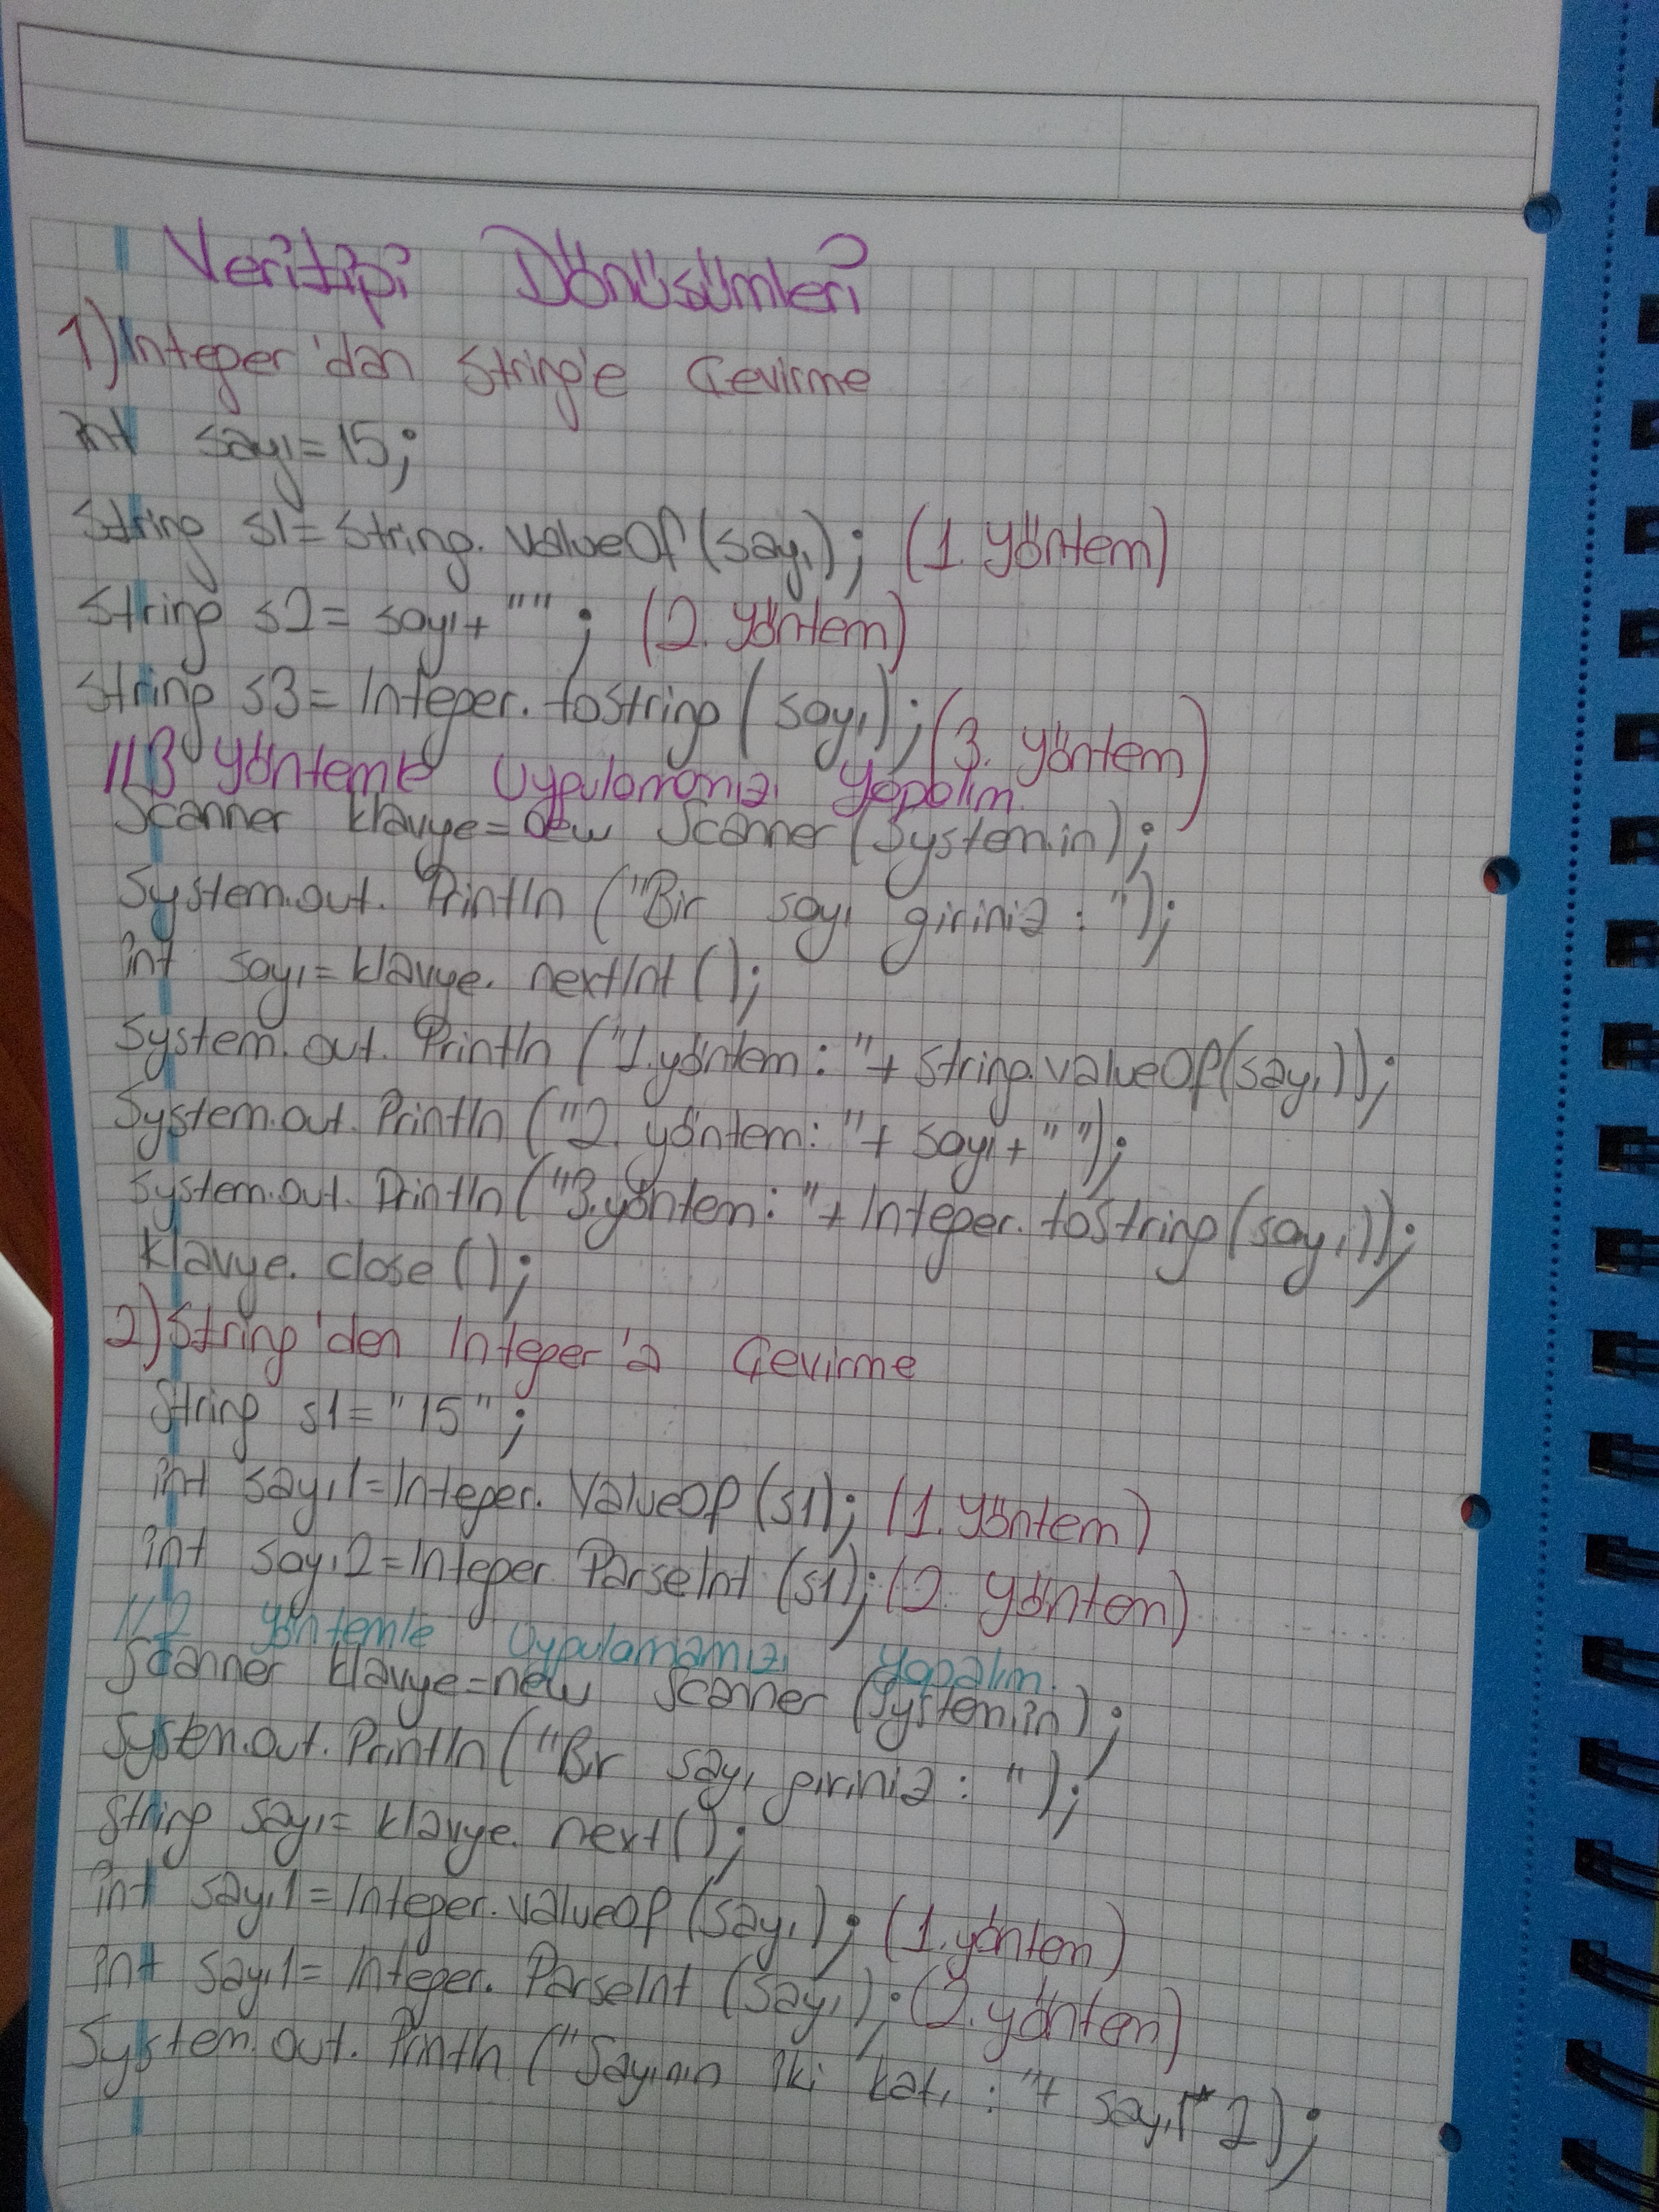 Veritipi Dönüşümleri
1) Integer'dan String'e Çevirme
int sayı=15;
String s1=String.valueOf(sayı); (1. yöntem)
String s2= sayı+""; (2. yöntem)
String s3= Integer.toString(sayı); (3. yöntem)
//3 yöntemle Uygulamamızı Yapalım.
Scanner klavye=new Scanner(System.in);
System.out.Println("Bir sayı giriniz: ");
int sayı=klavye.nextInt();
System.out.Println("1.yöntem: "+String.valueOf(sayı));
System.out.Println("2. yöntem: "+sayı+" ");
System.out.Println("3.yöntem: "+Integer.toString(sayı));
klavye.close();
2) String'den Integer'a Çevirme
String s1="15";
int sayı1=Integer.ValueOf(s1); (1. yöntem)
int sayı2=Integer.ParseInt(s1); (2. yöntem)
//2 yöntemle Uygulamamızı yapalım.
Scanner klavye=new Scanner(System.in);
System.out.Println("Bir sayı giriniz: ");
String sayı= klavye.next();
int sayı1=Integer.valueOf(sayı); (1.yöntem)
int sayı1= Integer.ParseInt(sayı); (2.yöntem)
System.out.Println("Sayının iki katı: "+sayı1*2);